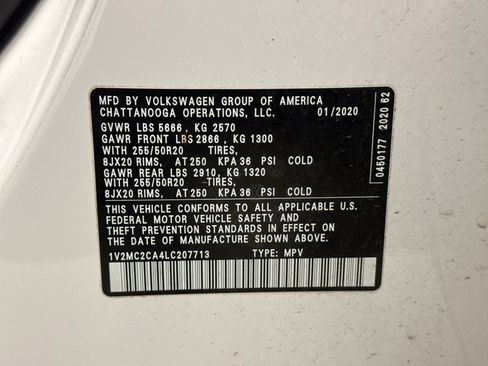 MFD BY VOLKSWAGEN GROUP OF AMERICA
CHATTANOOGA OPERATIONS, LLC. 01/2020
GVWR LBS 5666 , KG 2570
GAWR FRONT LBS 2866 , KG 1300
WITH 255/50R20 TIRES,
8JX20 RIMS, AT 250 KPA 36 PSI COLD
GAWR REAR LBS 2910, KG 1320
WITH 255/50R20 TIRES,
8JX20 RIMS, AT 250 KPA 36 PSI COLD
THIS VEHICLE CONFORMS TO ALL APPLICABLE U.S.
FEDERAL MOTOR VEHICLE SAFETY AND
THEFT PREVENTION STANDARDS IN EFFECT ON THE
DATE OF MANUFACTURE SHOWN ABOVE.
1V2MC2CA4LC207713 TYPE: MPV
0450177 2020 62